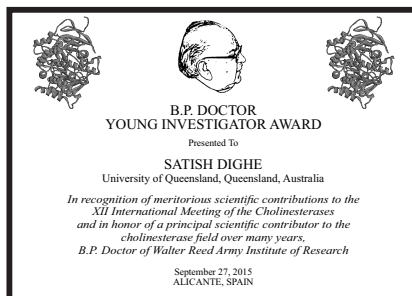 B.P. DOCTOR
YOUNG INVESTIGATOR AWARD
Presented To
SATISH DIGHE
University of Queensland, Queensland, Australia
In recognition of meritorious scientific contributions to the
XII International Meeting of the Cholinesterases
and in honor of a principal scientific contributor to the
cholinesterase field over many years,
B.P. Doctor of Walter Reed Army Institute of Research
September 27, 2015
ALICANTE, SPAIN